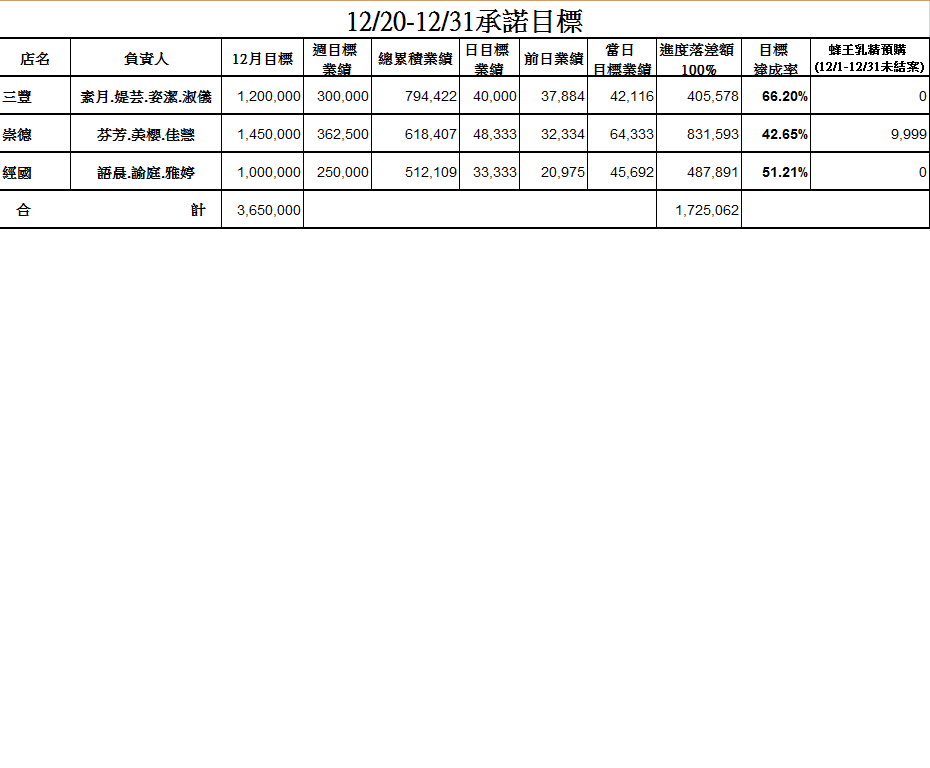 12/20-12/31承諾目標
店名 負責人 12月目標 週目標業績 總累積業績 日目標業績 前日業績 當日目標業績 進度落差額100% 目標達成率 蜂王乳精預購(12/1-12/31未結案)
三豐 素月.媞芸.姿潔.淑儀 1,200,000 300,000 794,422 40,000 37,884 42,116 405,578 66.20% 0
崇德 芬芳.美櫻.佳蓉 1,450,000 362,500 618,407 48,333 32,334 64,333 831,593 42.65% 9,999
經國 語晨.諭庭.雅婷 1,000,000 250,000 512,109 33,333 20,975 45,692 487,891 51.21% 0
合計 3,650,000 1,725,062